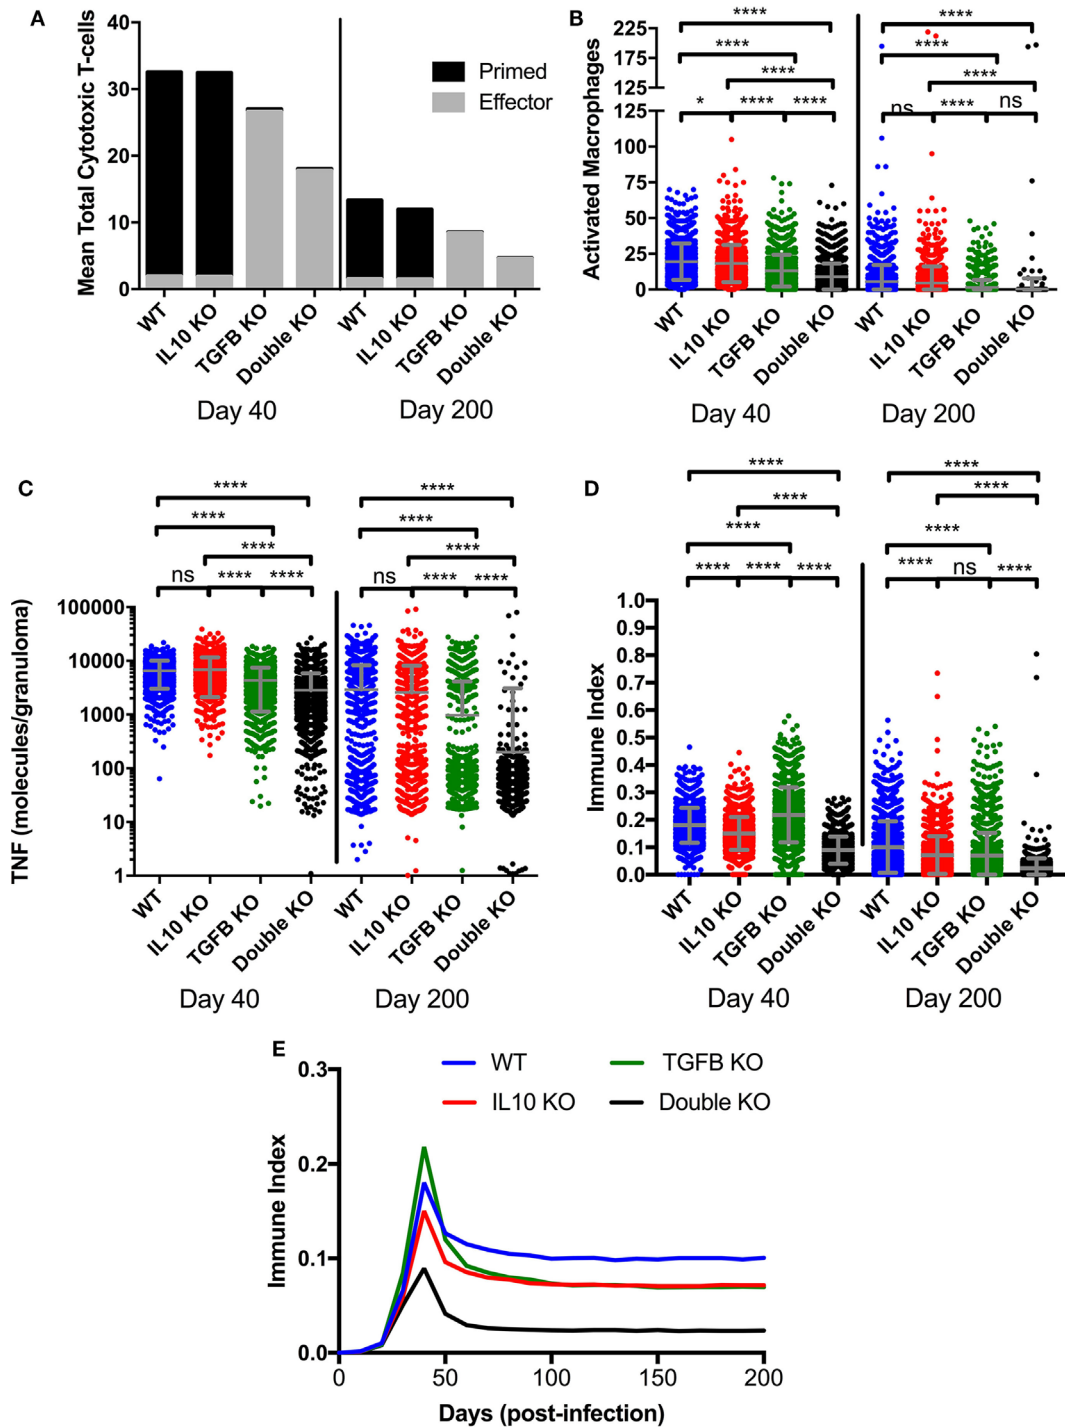 A
Mean Total Cytotoxic T-cells
40
30
20
10
0
Primed
Effector
WT
IL10 KO
TGFB KO
Double KO
WT
IL10 KO
TGFB KO
Double KO
Day 40
Day 200
B
Activated Macrophages
225
175
125
125
100
75
50
25
0
****
****
****
* **** ****
****
****
****
ns **** ns
WT
IL10 KO
TGFB KO
Double KO
WT
IL10 KO
TGFB KO
Double KO
Day 40
Day 200
C
TNF (molecules/granuloma)
100000
10000
1000
100
10
1
****
****
****
ns **** ****
****
****
****
ns **** ****
WT
IL10 KO
TGFB KO
Double KO
WT
IL10 KO
TGFB KO
Double KO
Day 40
Day 200
D
Immune Index
1.0
0.9
0.8
0.7
0.6
0.5
0.4
0.3
0.2
0.1
0.0
****
****
****
**** **** ****
****
****
****
**** ns ****
WT
IL10 KO
TGFB KO
Double KO
WT
IL10 KO
TGFB KO
Double KO
Day 40
Day 200
E
Immune Index
0.3
0.2
0.1
0.0
WT
IL10 KO
TGFB KO
Double KO
0 50 100 150 200
Days (post-infection)